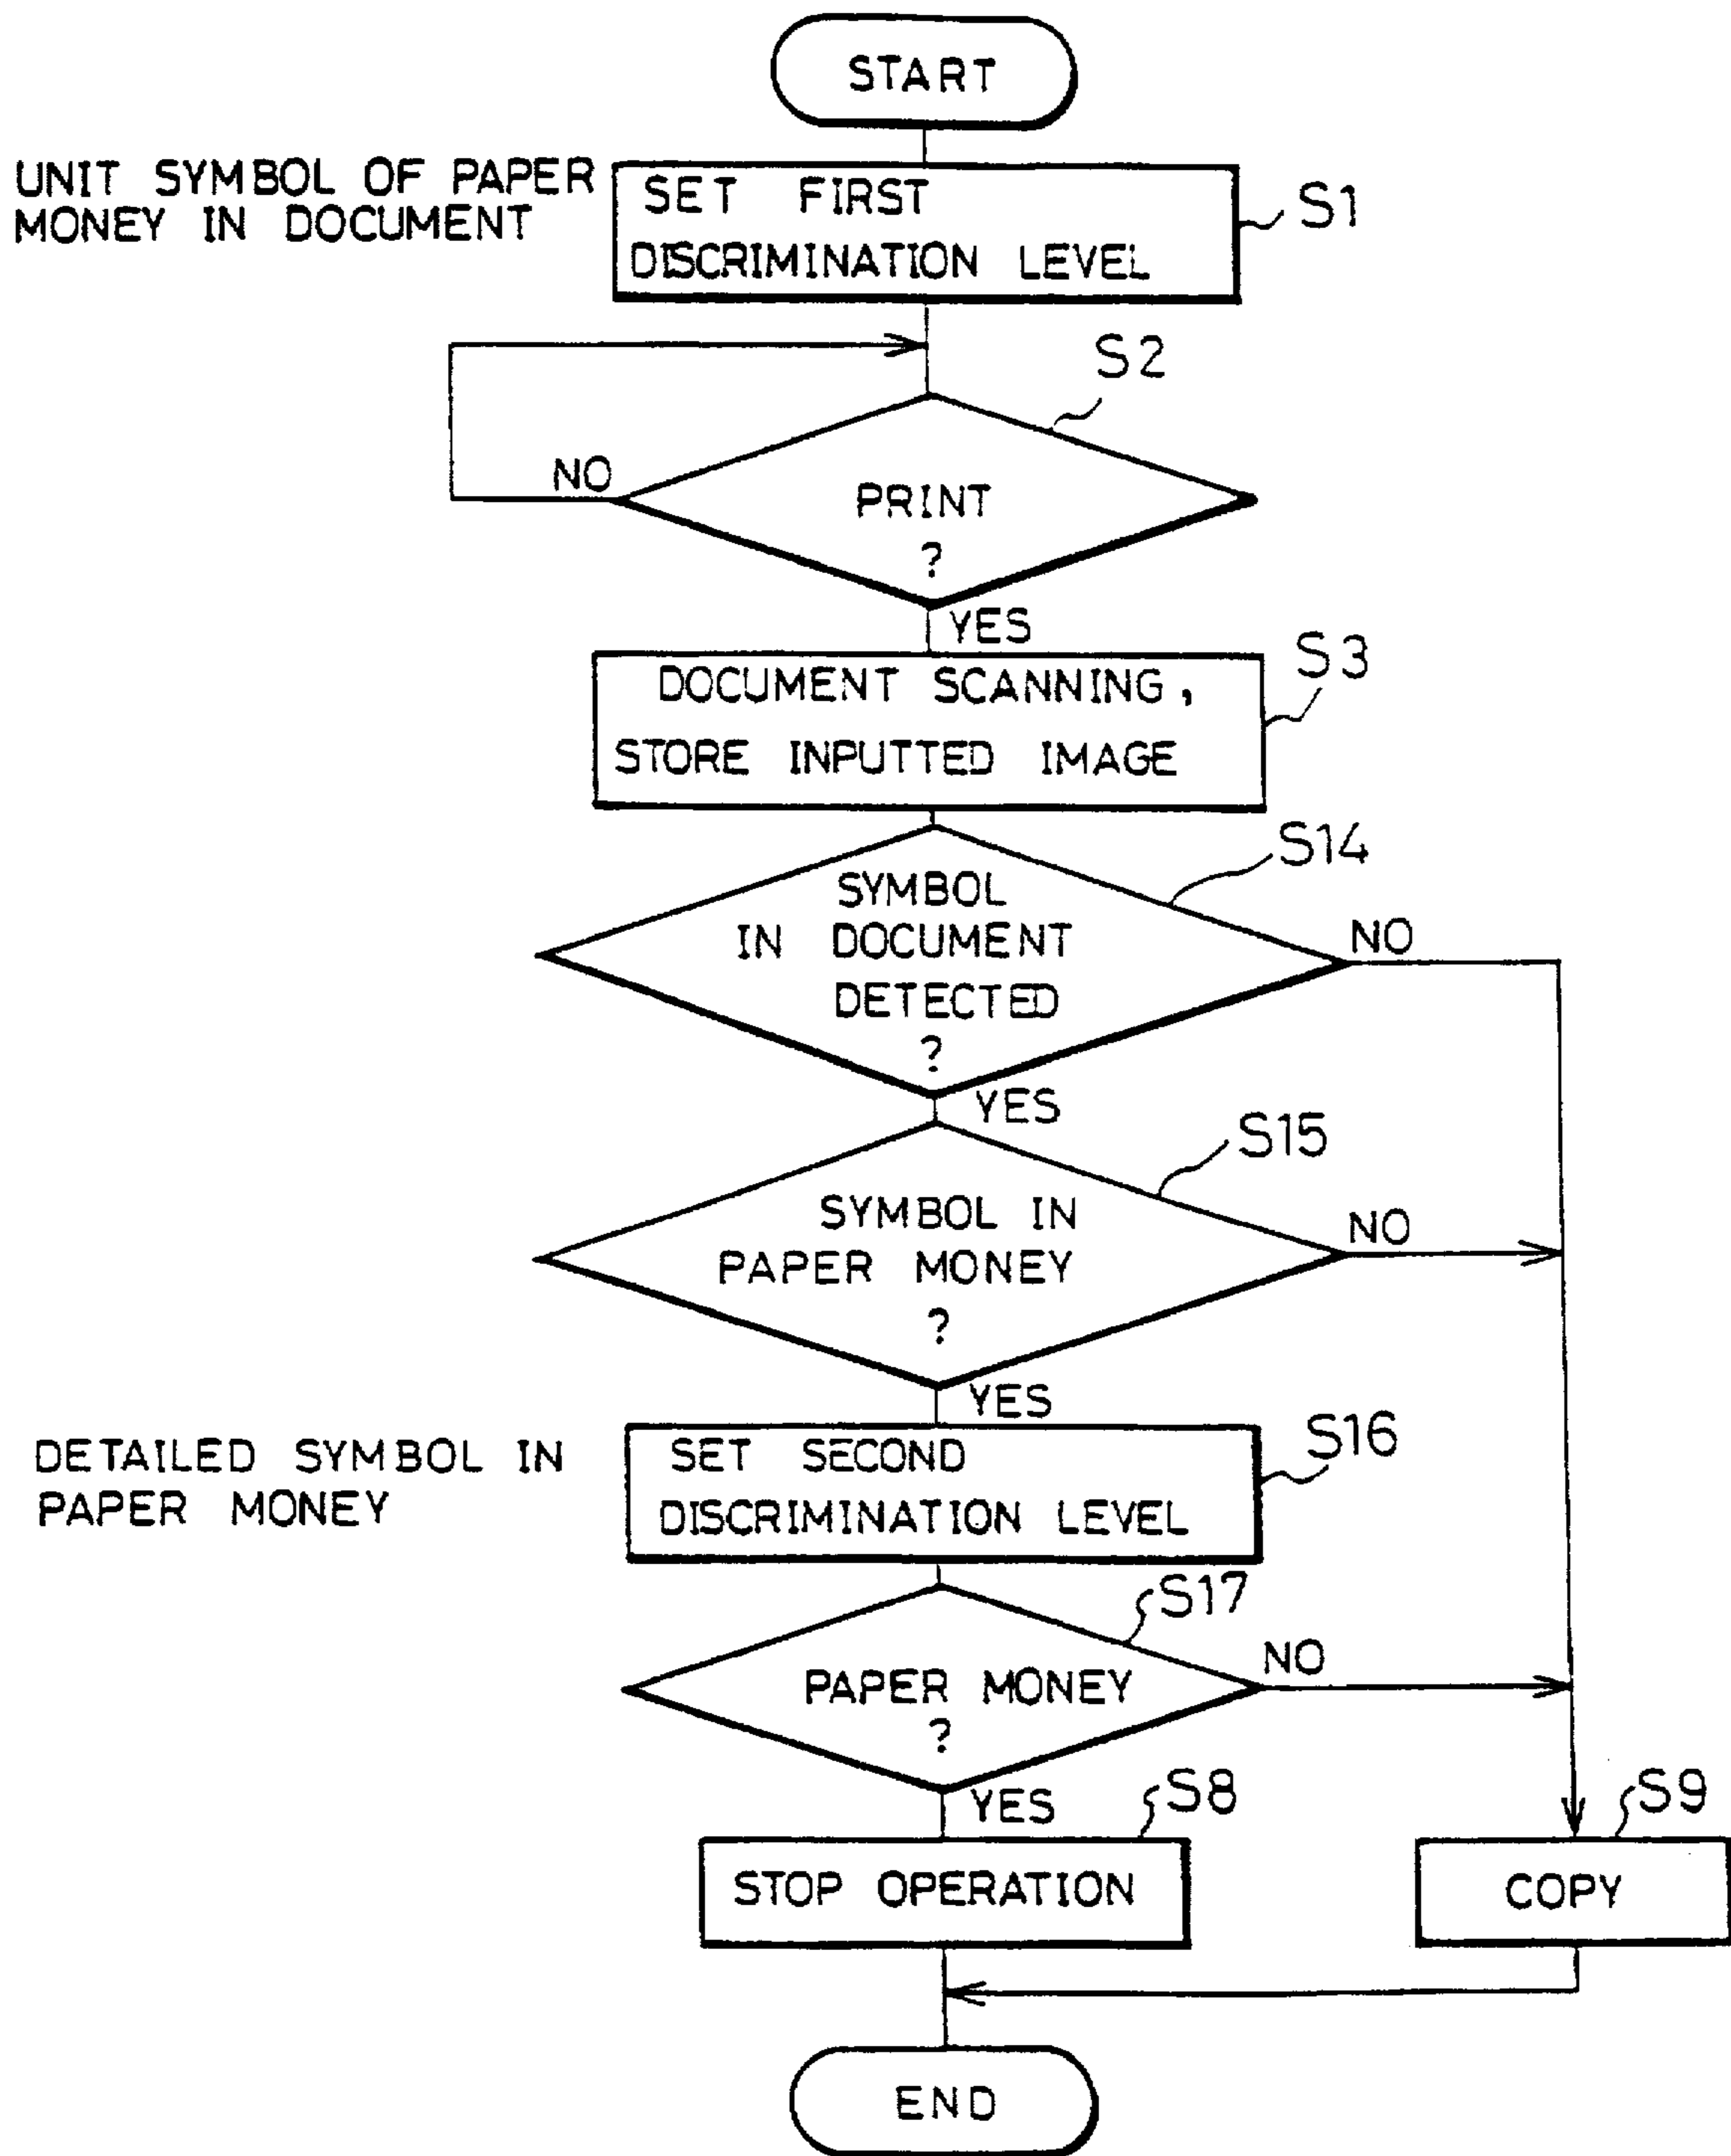 START
UNIT SYMBOL OF PAPER
MONEY IN DOCUMENT
SET FIRST
DISCRIMINATION LEVEL
S1
S2
NO
PRINT
?
YES
S3
DOCUMENT SCANNING,
STORE INPUTTED IMAGE
S14
SYMBOL
IN DOCUMENT
DETECTED
?
NO
YES
S15
SYMBOL IN
PAPER MONEY
?
NO
YES
DETAILED SYMBOL IN
PAPER MONEY
SET SECOND
DISCRIMINATION LEVEL
S16
S17
PAPER MONEY
?
NO
YES
S8
STOP OPERATION
S9
COPY
END